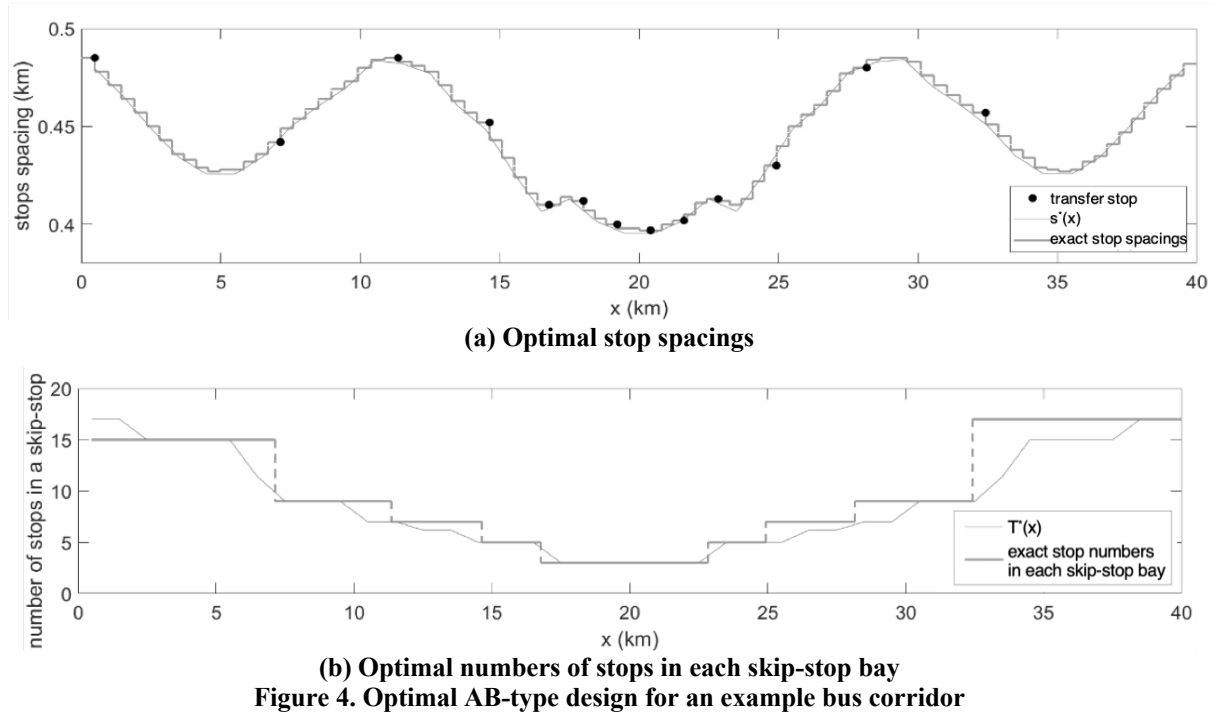 0.5
0.45
0.4
stops spacing (km)
0 5 10 15 20 25 30 35 40
x (km)
transfer stop
s*(x)
exact stop spacings
(a) Optimal stop spacings
20
15
10
5
0
number of stops in a skip-stop
0 5 10 15 20 25 30 35 40
x (km)
T*(x)
exact stop numbers
in each skip-stop bay
(b) Optimal numbers of stops in each skip-stop bay
Figure 4. Optimal AB-type design for an example bus corridor